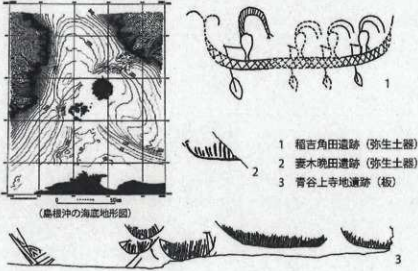 1
1 稲吉角田遺跡（弥生土器）
2 妻木晩田遺跡（弥生土器）
3 青谷上寺地遺跡（板）
2
50km
(島根沖の海底地形図)
3